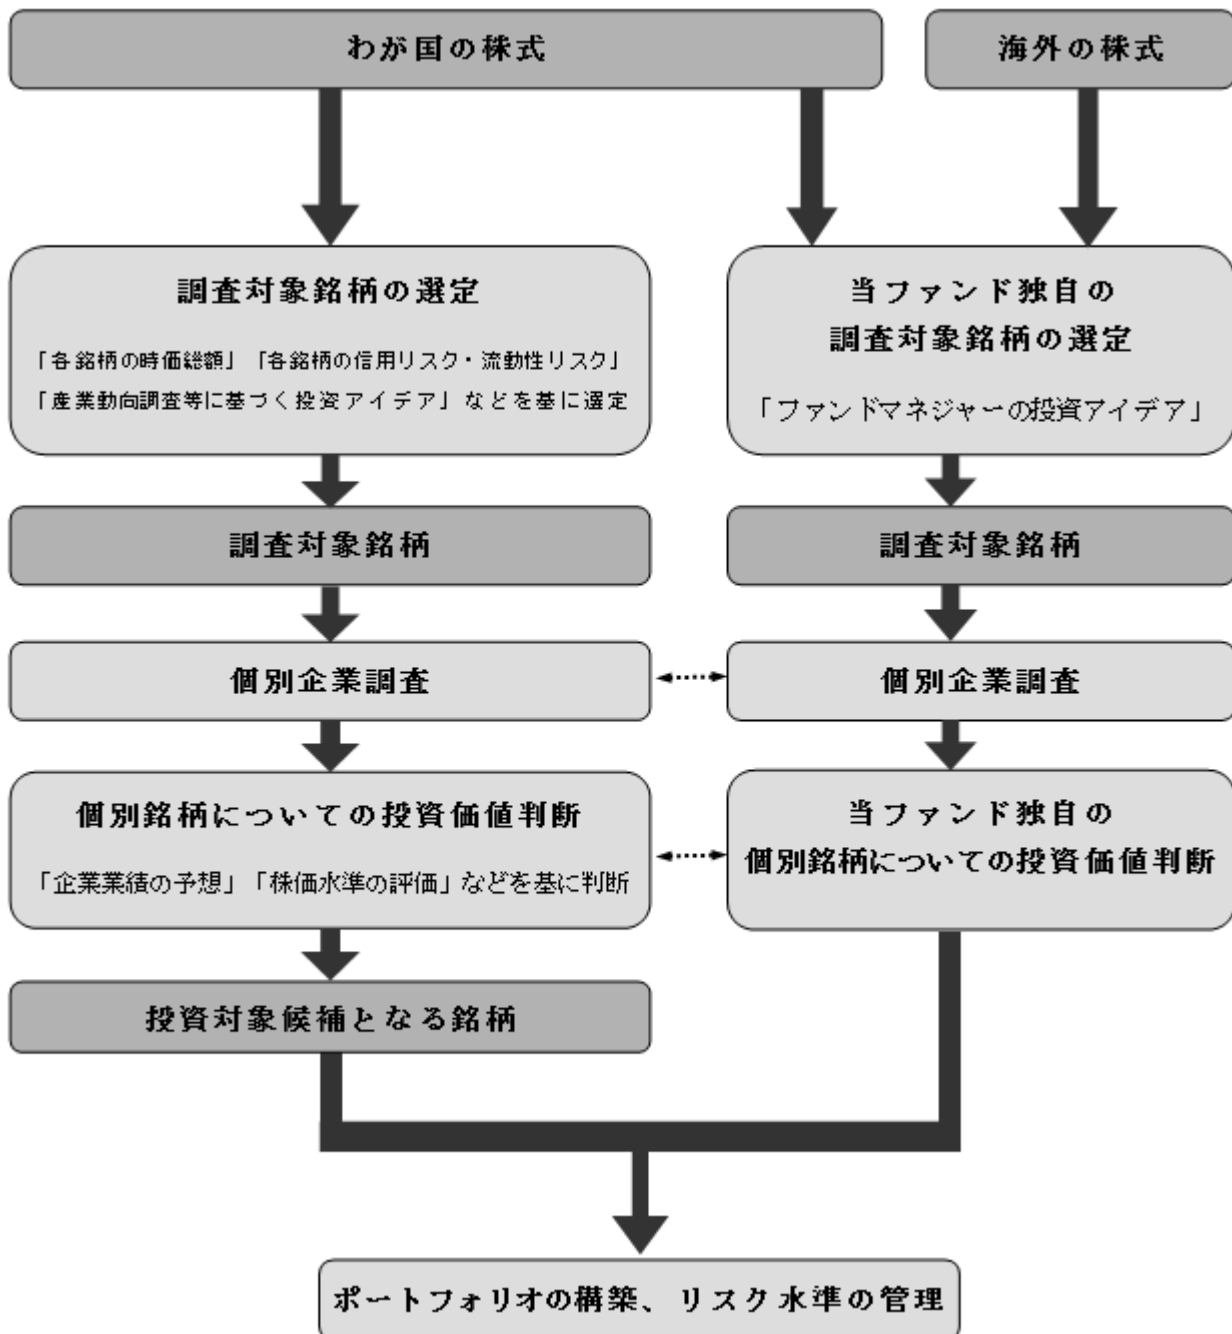 わが国の株式
海外の株式
調査対象銘柄の選定
「各銘柄の時価総額」「各銘柄の信用リスク・流動性リスク」
「産業動向調査等に基づく投資アイデア」などを基に選定
当ファンド独自の
調査対象銘柄の選定
「ファンドマネジャーの投資アイデア」
調査対象銘柄
調査対象銘柄
個別企業調査
個別企業調査
個別銘柄についての投資価値判断
「企業業績の予想」「株価水準の評価」などを基に判断
当ファンド独自の
個別銘柄についての投資価値判断
投資対象候補となる銘柄
ポートフォリオの構築、リスク水準の管理